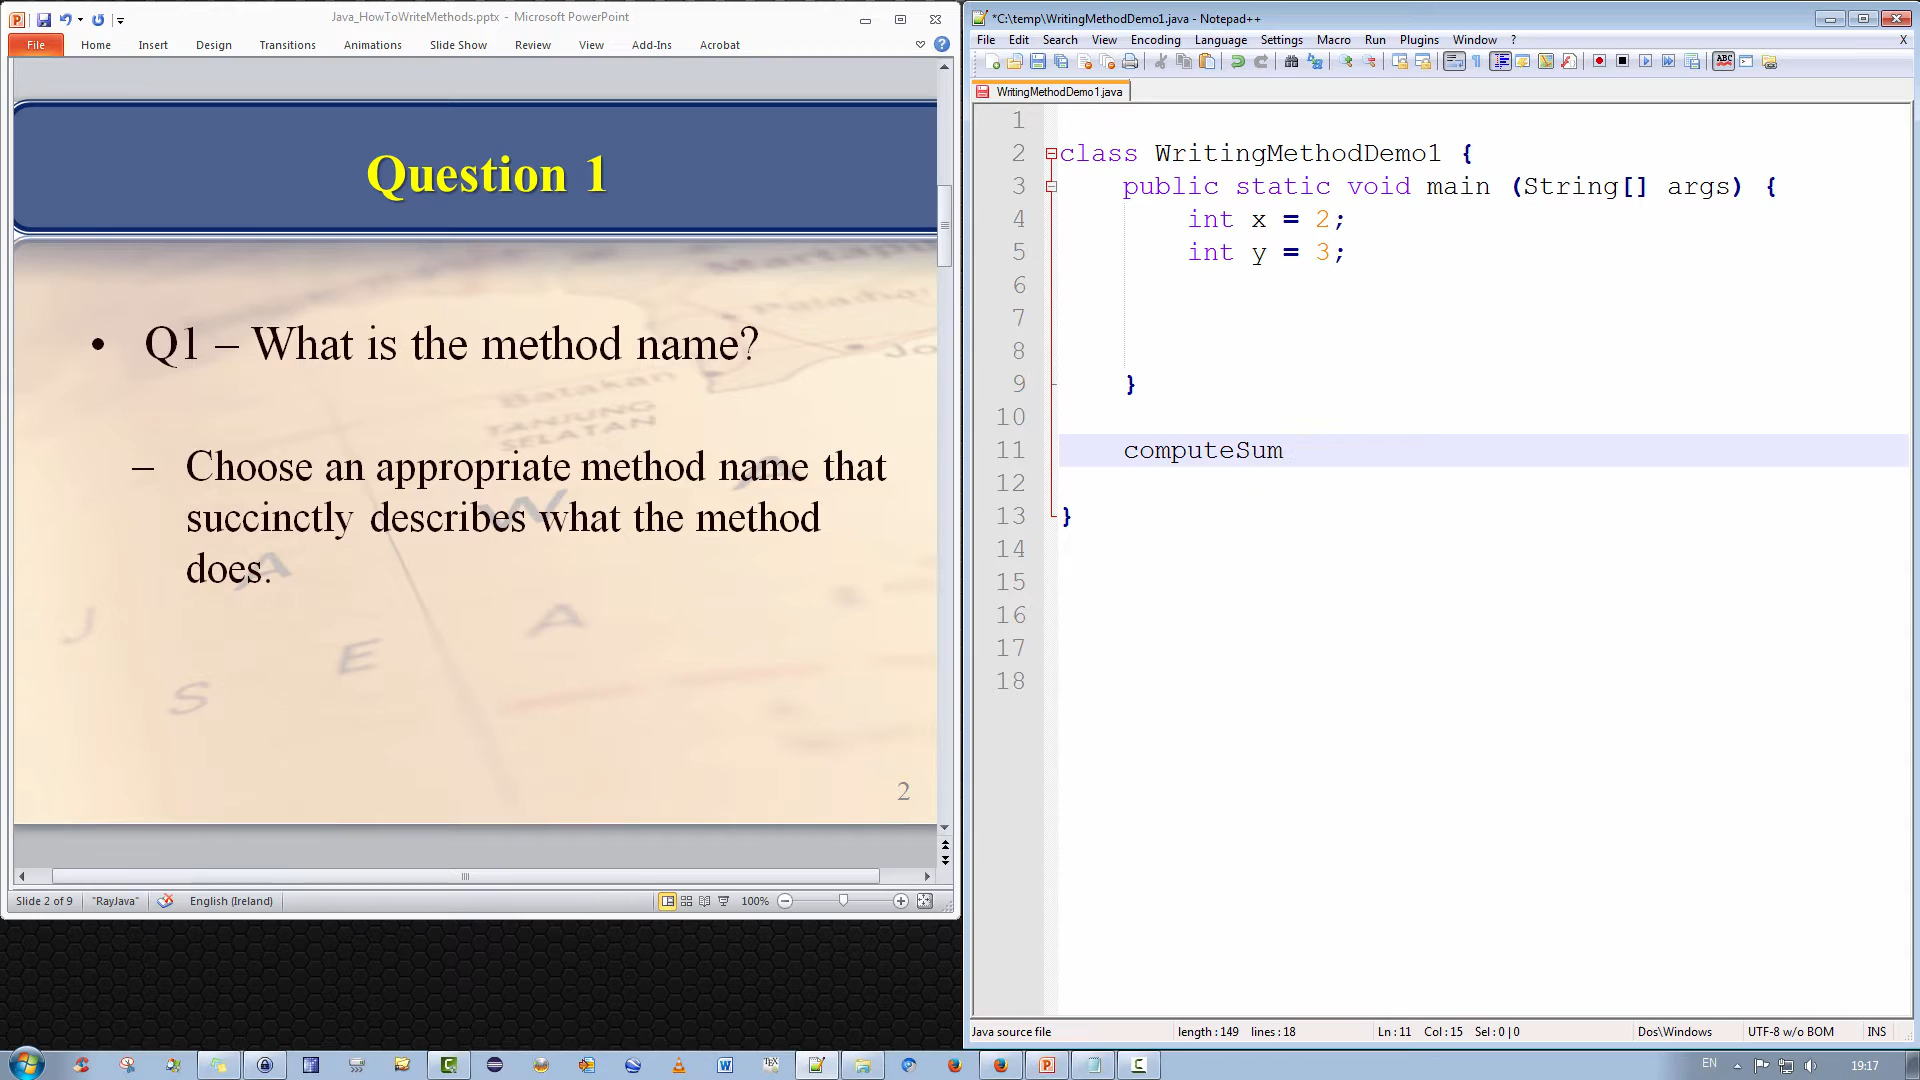 Java_HowToWriteMethods.pptx - Microsoft PowerPoint
File Home Insert Design Transitions Animations Slide Show Review View Add-Ins Acrobat
Question 1
• Q1 – What is the method name?
– Choose an appropriate method name that
succinctly describes what the method
does.
Martap
Batakan
TANJUNG
SELATAN
J
A
W
A
S
E
A
2
Slide 2 of 9 "RayJava" English (Ireland) 100%
*C:\temp\WritingMethodDemo1.java - Notepad++
File Edit Search View Encoding Language Settings Macro Run Plugins Window ? X
WritingMethodDemo1.java
1
2 class WritingMethodDemo1 {
3 public static void main (String[] args) {
4 int x = 2;
5 int y = 3;
6
7
8
9 }
10
11 computeSum
12
13 }
14
15
16
17
18
Java source file length : 149 lines : 18 Ln : 11 Col : 15 Sel : 0 | 0 Dos\Windows UTF-8 w/o BOM INS
EN 19:17